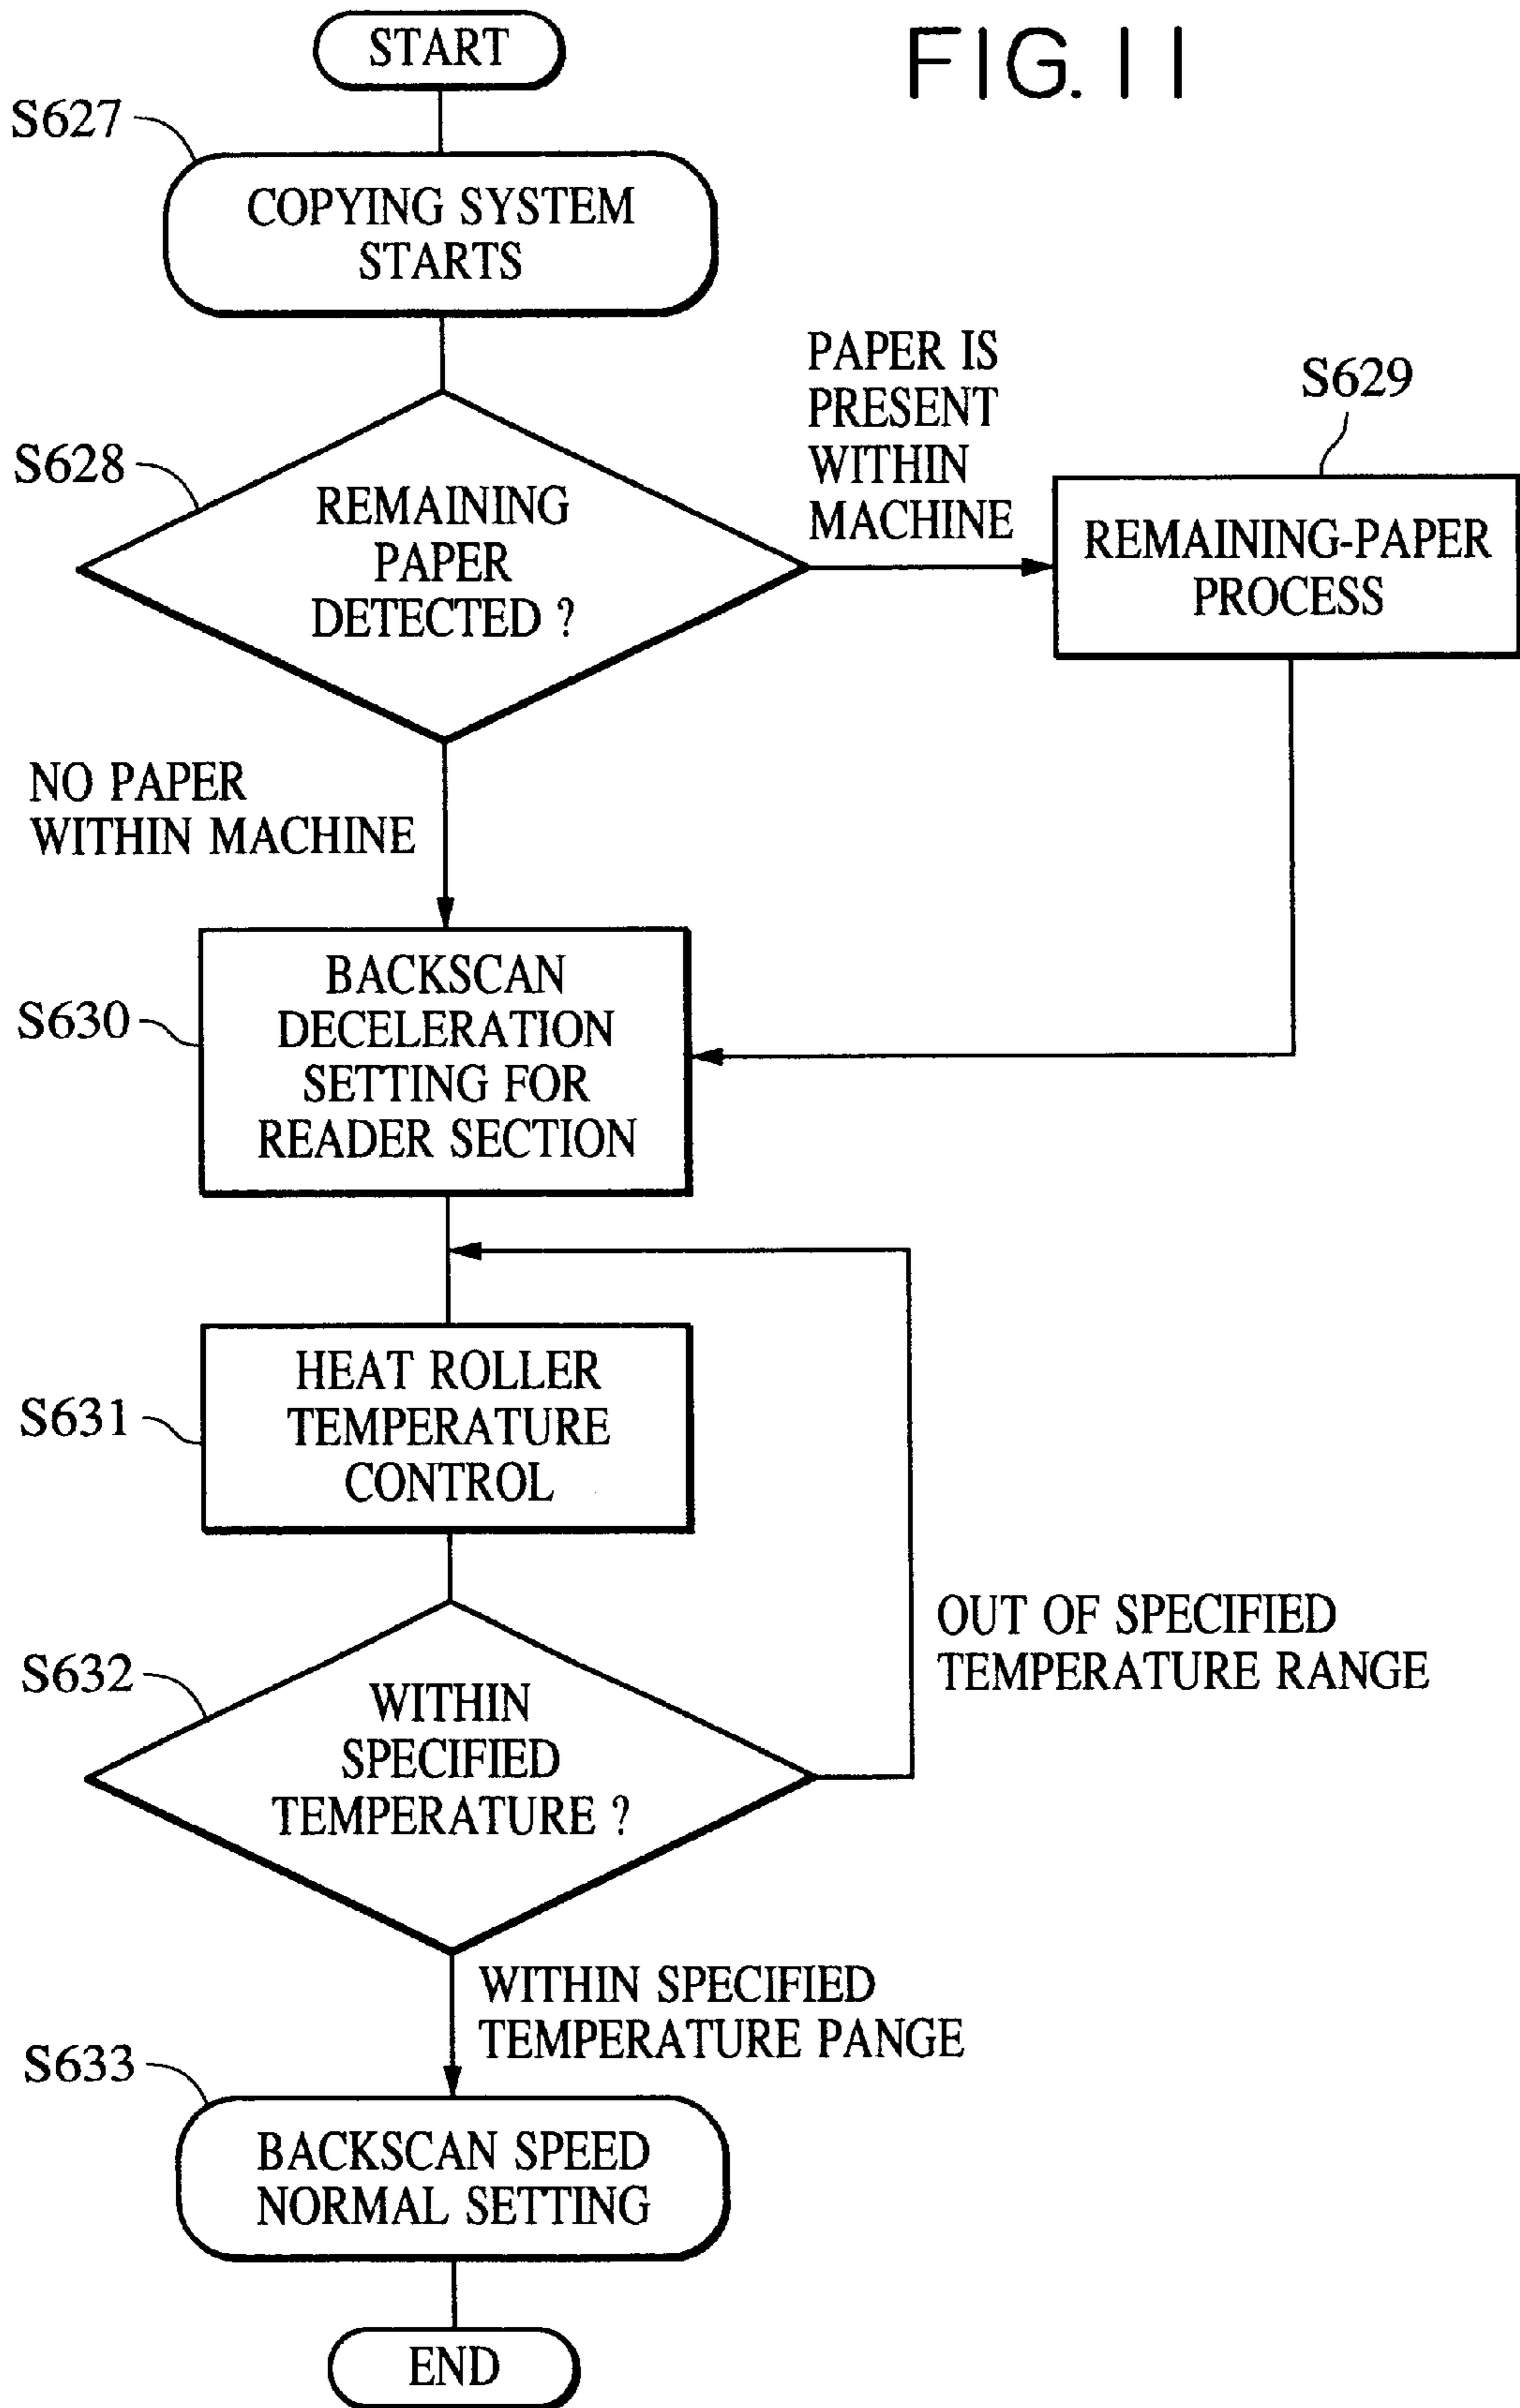 START
FIG. 11
S627
COPYING SYSTEM
STARTS
PAPER IS
PRESENT
WITHIN
MACHINE
S629
S628
REMAINING
PAPER
DETECTED ?
REMAINING-PAPER
PROCESS
NO PAPER
WITHIN MACHINE
S630
BACKSCAN
DECELERATION
SETTING FOR
READER SECTION
S631
HEAT ROLLER
TEMPERATURE
CONTROL
OUT OF SPECIFIED
TEMPERATURE RANGE
S632
WITHIN
SPECIFIED
TEMPERATURE ?
WITHIN SPECIFIED
TEMPERATURE PANGE
S633
BACKSCAN SPEED
NORMAL SETTING
END